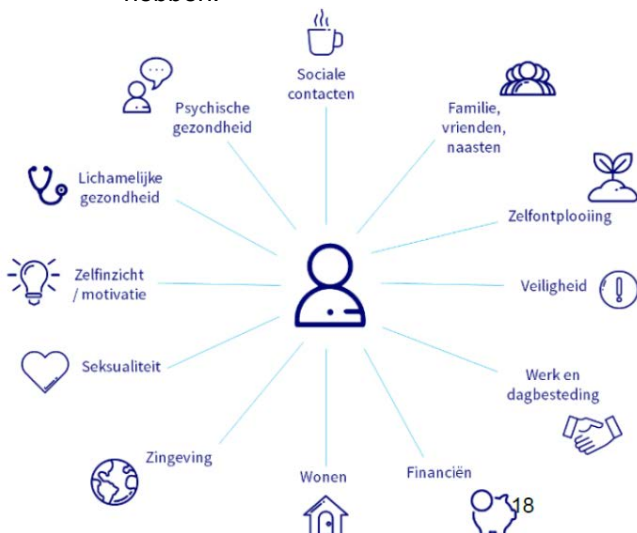 hebben.
Sociale
contacten
Psychische
gezondheid
Familie,
vrienden,
naasten
Lichamelijke
gezondheid
Zelfontplooiing
Zelfinzicht
/ motivatie
Veiligheid
Seksualiteit
Werk en
dagbesteding
Zingeving
Wonen
Financiën
18